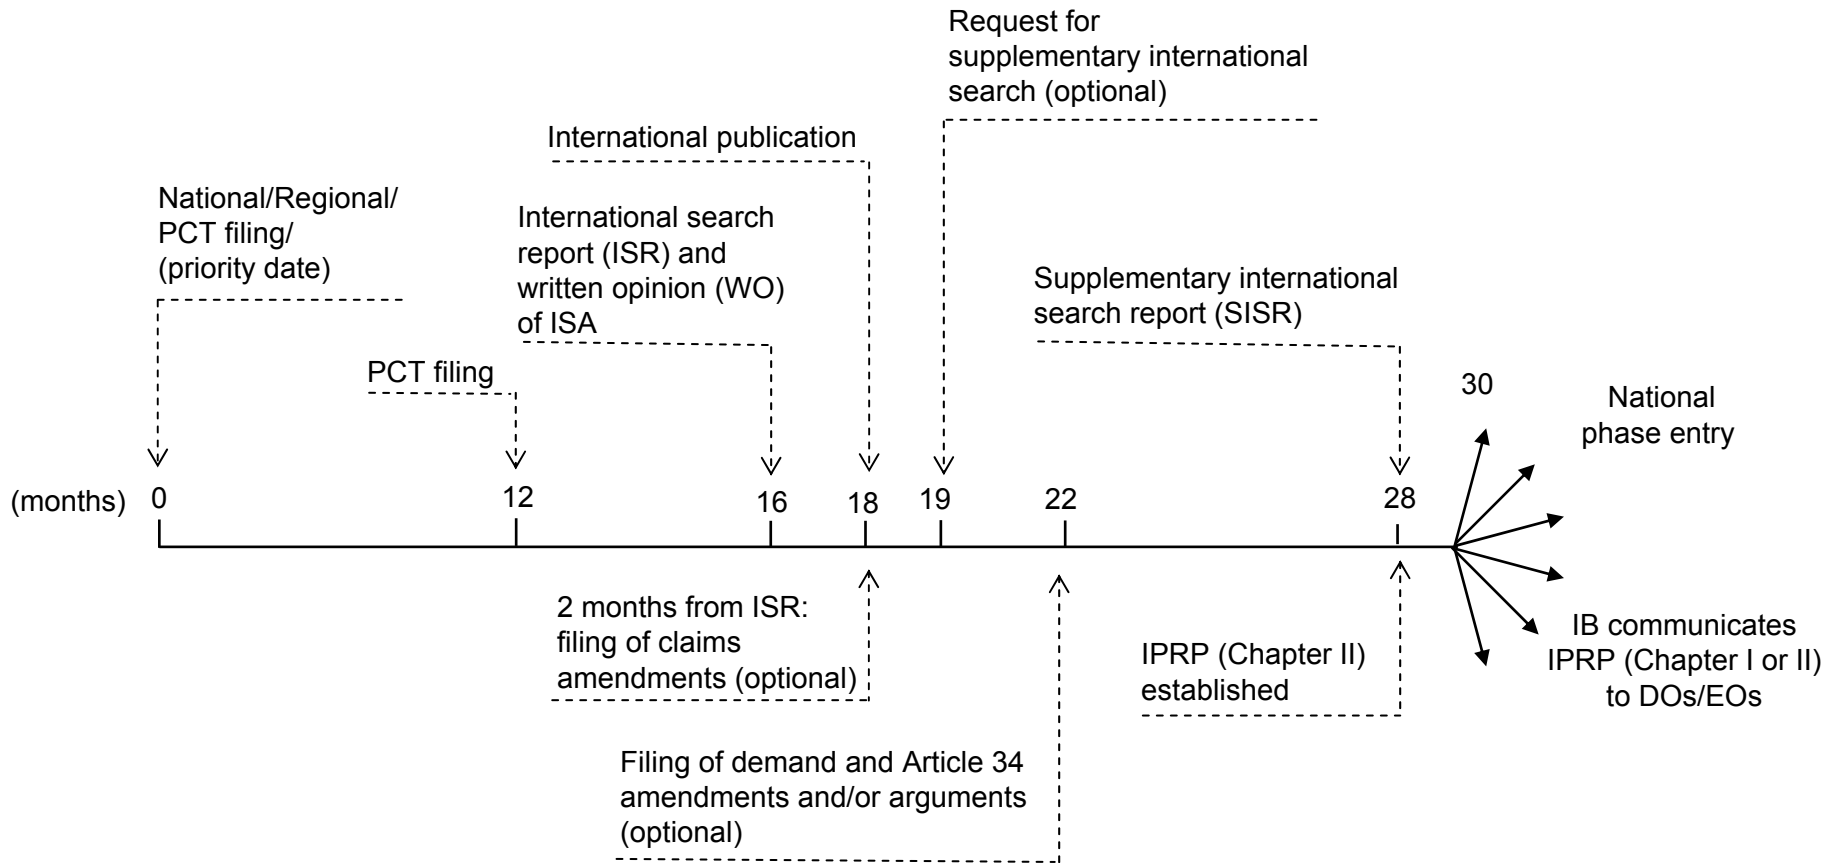 Request for
supplementary international
search (optional)
International publication
National/Regional/
PCT filing/
(priority date)
International search
report (ISR) and
written opinion (WO)
of ISA
Supplementary international
search report (SISR)
PCT filing
30
National
phase entry
(months) 0 12 16 18 19 22 28
2 months from ISR:
filing of claims
amendments (optional)
IPRP (Chapter II)
established
IB communicates
IPRP (Chapter I or II)
to DOs/EOs
Filing of demand and Article 34
amendments and/or arguments
(optional)